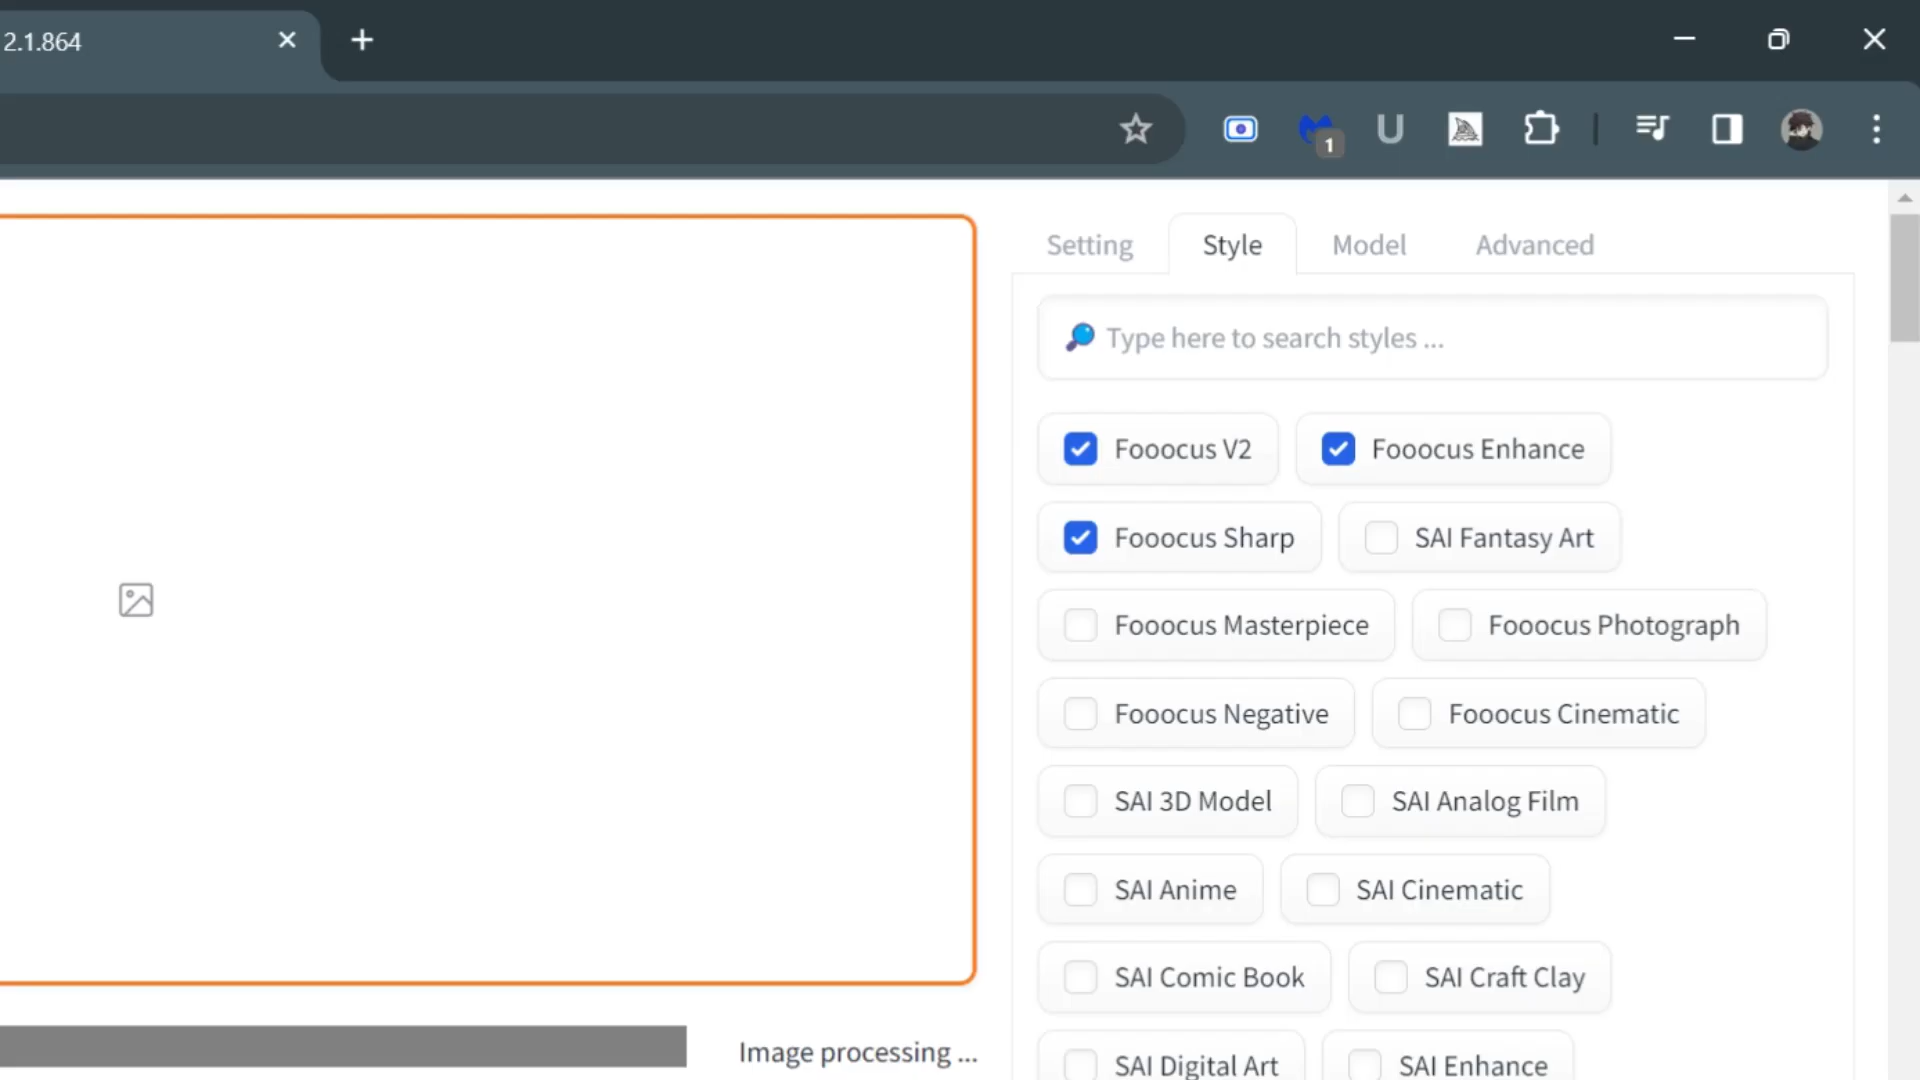 2.1.864
1
Setting Style Model Advanced
Type here to search styles ...
Fooocus V2 Fooocus Enhance
Fooocus Sharp SAI Fantasy Art
Fooocus Masterpiece Fooocus Photograph
Fooocus Negative Fooocus Cinematic
SAI 3D Model SAI Analog Film
SAI Anime SAI Cinematic
SAI Comic Book SAI Craft Clay
Image processing ...
SAI Digital Art SAI Enhance